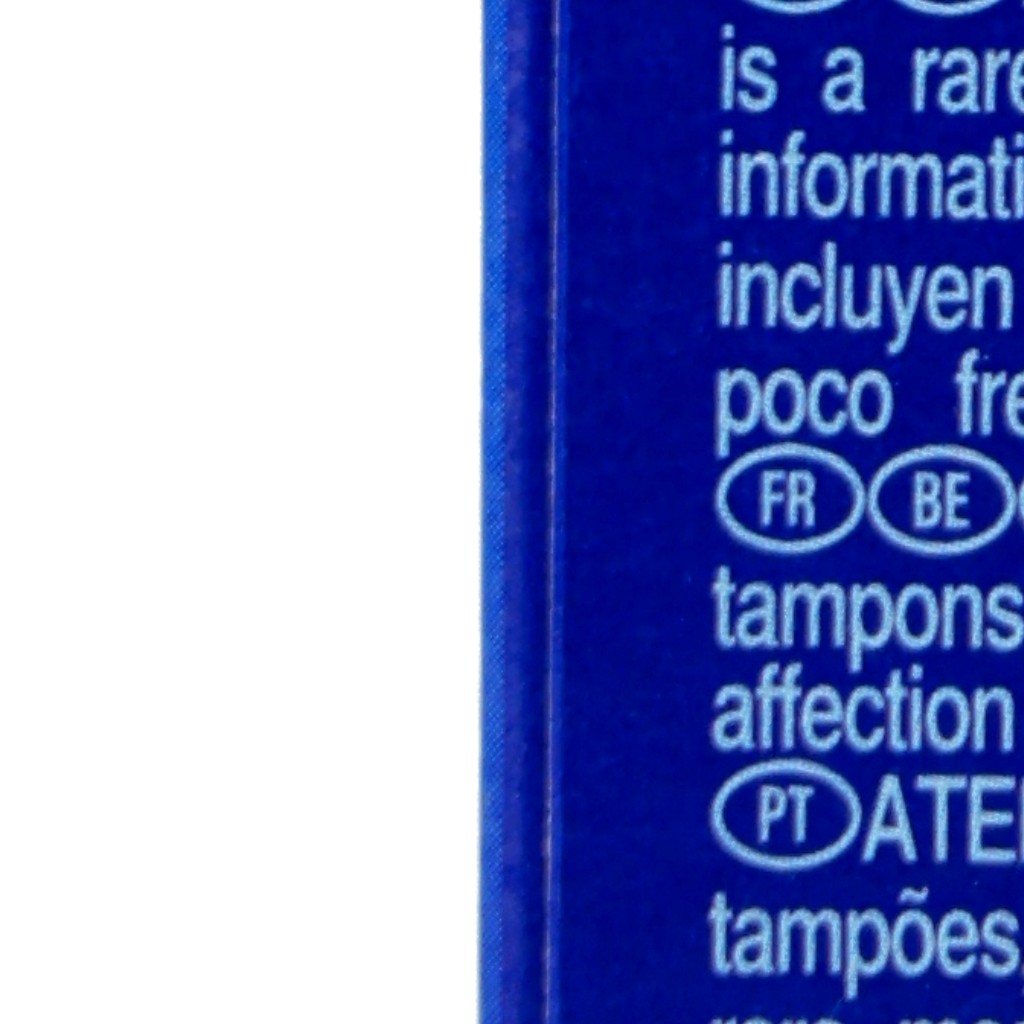 is a rare
informati
incluyen
poco fre
FR BE
tampons
affection
PT ATE
tampões,